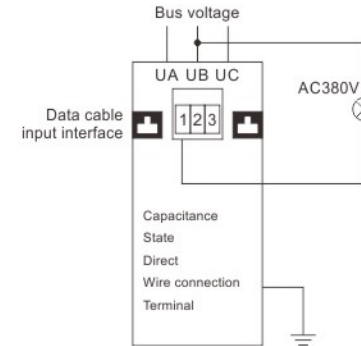 Bus voltage
UA UB UC
AC380V
Data cable
input interface
1 2 3
Capacitance
State
Direct
Wire connection
Terminal